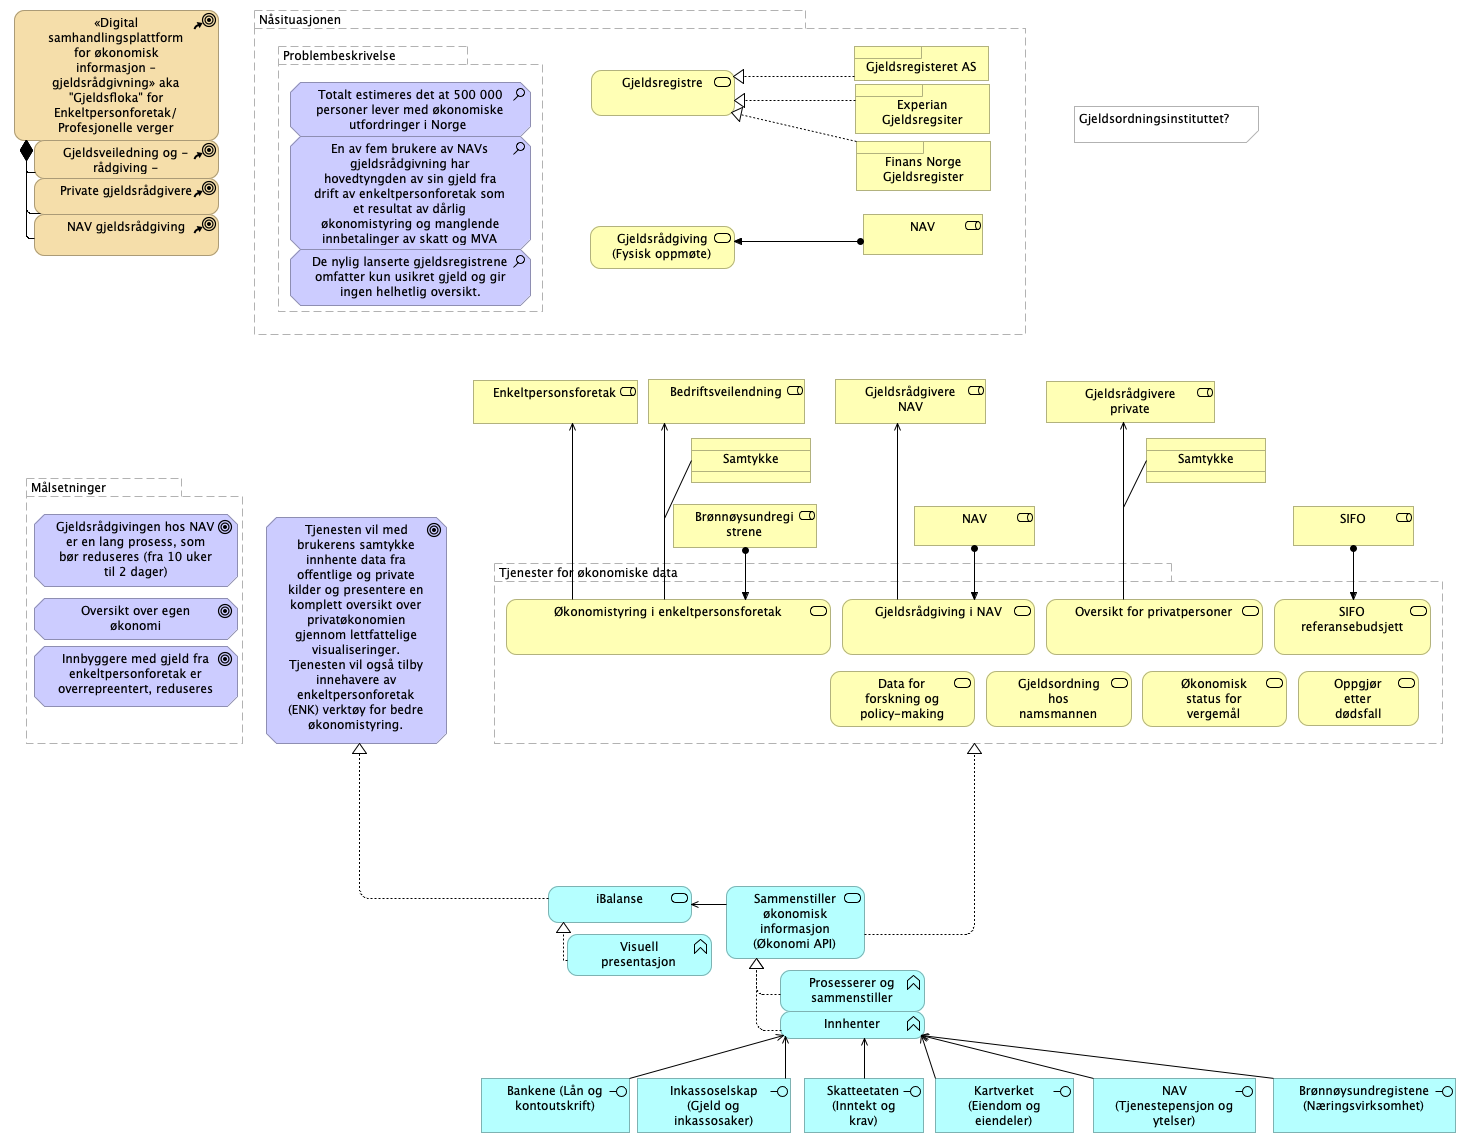 «Digital
samhandlingsplattform
for økonomisk
informasjon –
gjeldsrådgivning» aka
"Gjeldsfloka" for
Enkeltpersonforetak/
Profesjonelle verger
Gjeldsveiledning og –
rådgiving –
Private gjeldsrådgivere
NAV gjeldsrådgiving
Nåsituasjonen
Problembeskrivelse
Totalt estimeres det at 500 000
personer lever med økonomiske
utfordringer i Norge
En av fem brukere av NAVs
gjeldsrådgivning har
hovedtyngden av sin gjeld fra
drift av enkeltpersonforetak som
et resultat av dårlig
økonomistyring og manglende
innbetalinger av skatt og MVA
De nylig lanserte gjeldsregistrene
omfatter kun usikret gjeld og gir
ingen helhetlig oversikt.
Gjeldsregistre
Gjeldsregisteret AS
Experian
Gjeldsregsiter
Finans Norge
Gjeldsregister
Gjeldsrådgiving
(Fysisk oppmøte)
NAV
Gjeldsordningsinstituttet?
Enkeltpersonsforetak
Bedriftsveilendning
Gjeldsrådgivere
NAV
Gjeldsrådgivere
private
Samtykke
Samtykke
Brønnøysundregi
strene
NAV
SIFO
Målsetninger
Gjeldsrådgivingen hos NAV
er en lang prosess, som
bør reduseres (fra 10 uker
til 2 dager)
Oversikt over egen
økonomi
Innbyggere med gjeld fra
enkeltpersonforetak er
overrepreentert, reduseres
Tjenesten vil med
brukerens samtykke
innhente data fra
offentlige og private
kilder og presentere en
komplett oversikt over
privatøkonomien
gjennom lettfattelige
visualiseringer.
Tjenesten vil også tilby
innehavere av
enkeltpersonforetak
(ENK) verktøy for bedre
økonomistyring.
Tjenester for økonomiske data
Økonomistyring i enkeltpersonsforetak
Gjeldsrådgiving i NAV
Oversikt for privatpersoner
SIFO
referansebudsjett
Data for
forskning og
policy-making
Gjeldsordning
hos
namsmannen
Økonomisk
status for
vergemål
Oppgjør
etter
dødsfall
iBalanse
Visuell
presentasjon
Sammenstiller
økonomisk
informasjon
(Økonomi API)
Prosesserer og
sammenstiller
Innhenter
Bankene (Lån og
kontoutskrift)
Inkassoselskap
(Gjeld og
inkassosaker)
Skatteetaten
(Inntekt og
krav)
Kartverket
(Eiendom og
eiendeler)
NAV
(Tjenestepensjon og
ytelser)
Brønnøysundregistene
(Næringsvirksomhet)